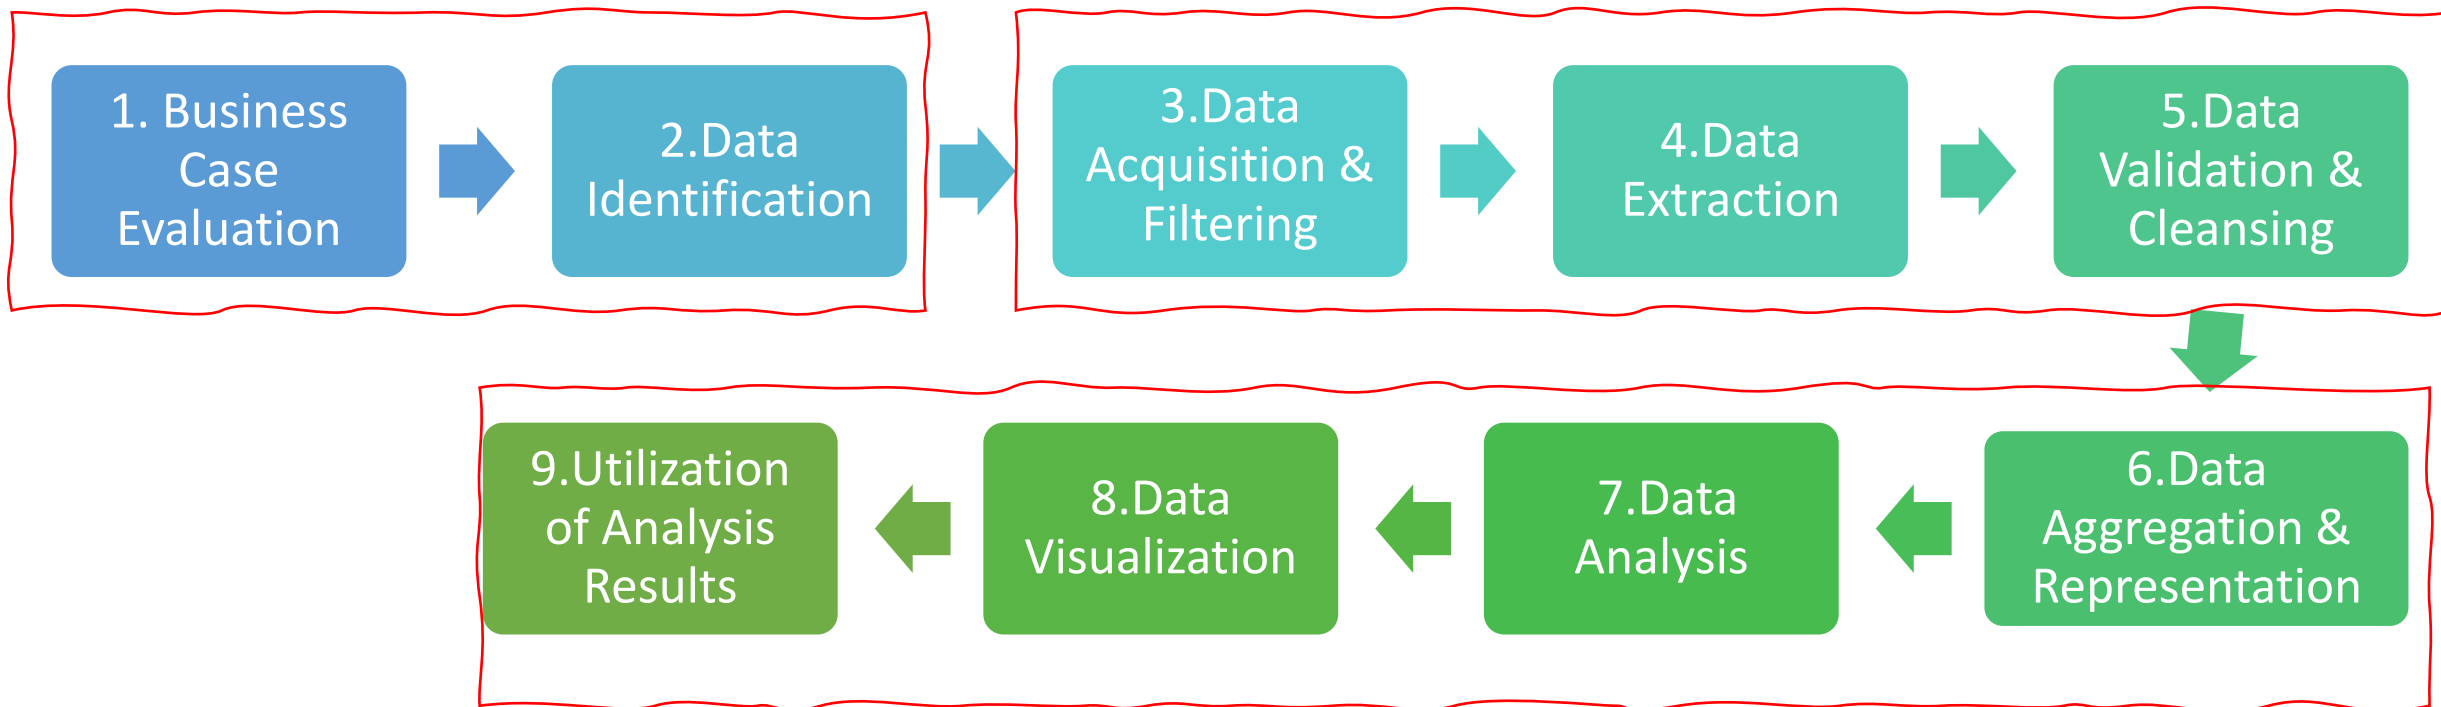 1. Business
Case
Evaluation
2.Data
Identification
3.Data
Acquisition &
Filtering
4.Data
Extraction
5.Data
Validation &
Cleansing
6.Data
Aggregation &
Representation
7.Data
Analysis
8.Data
Visualization
9.Utilization
of Analysis
Results